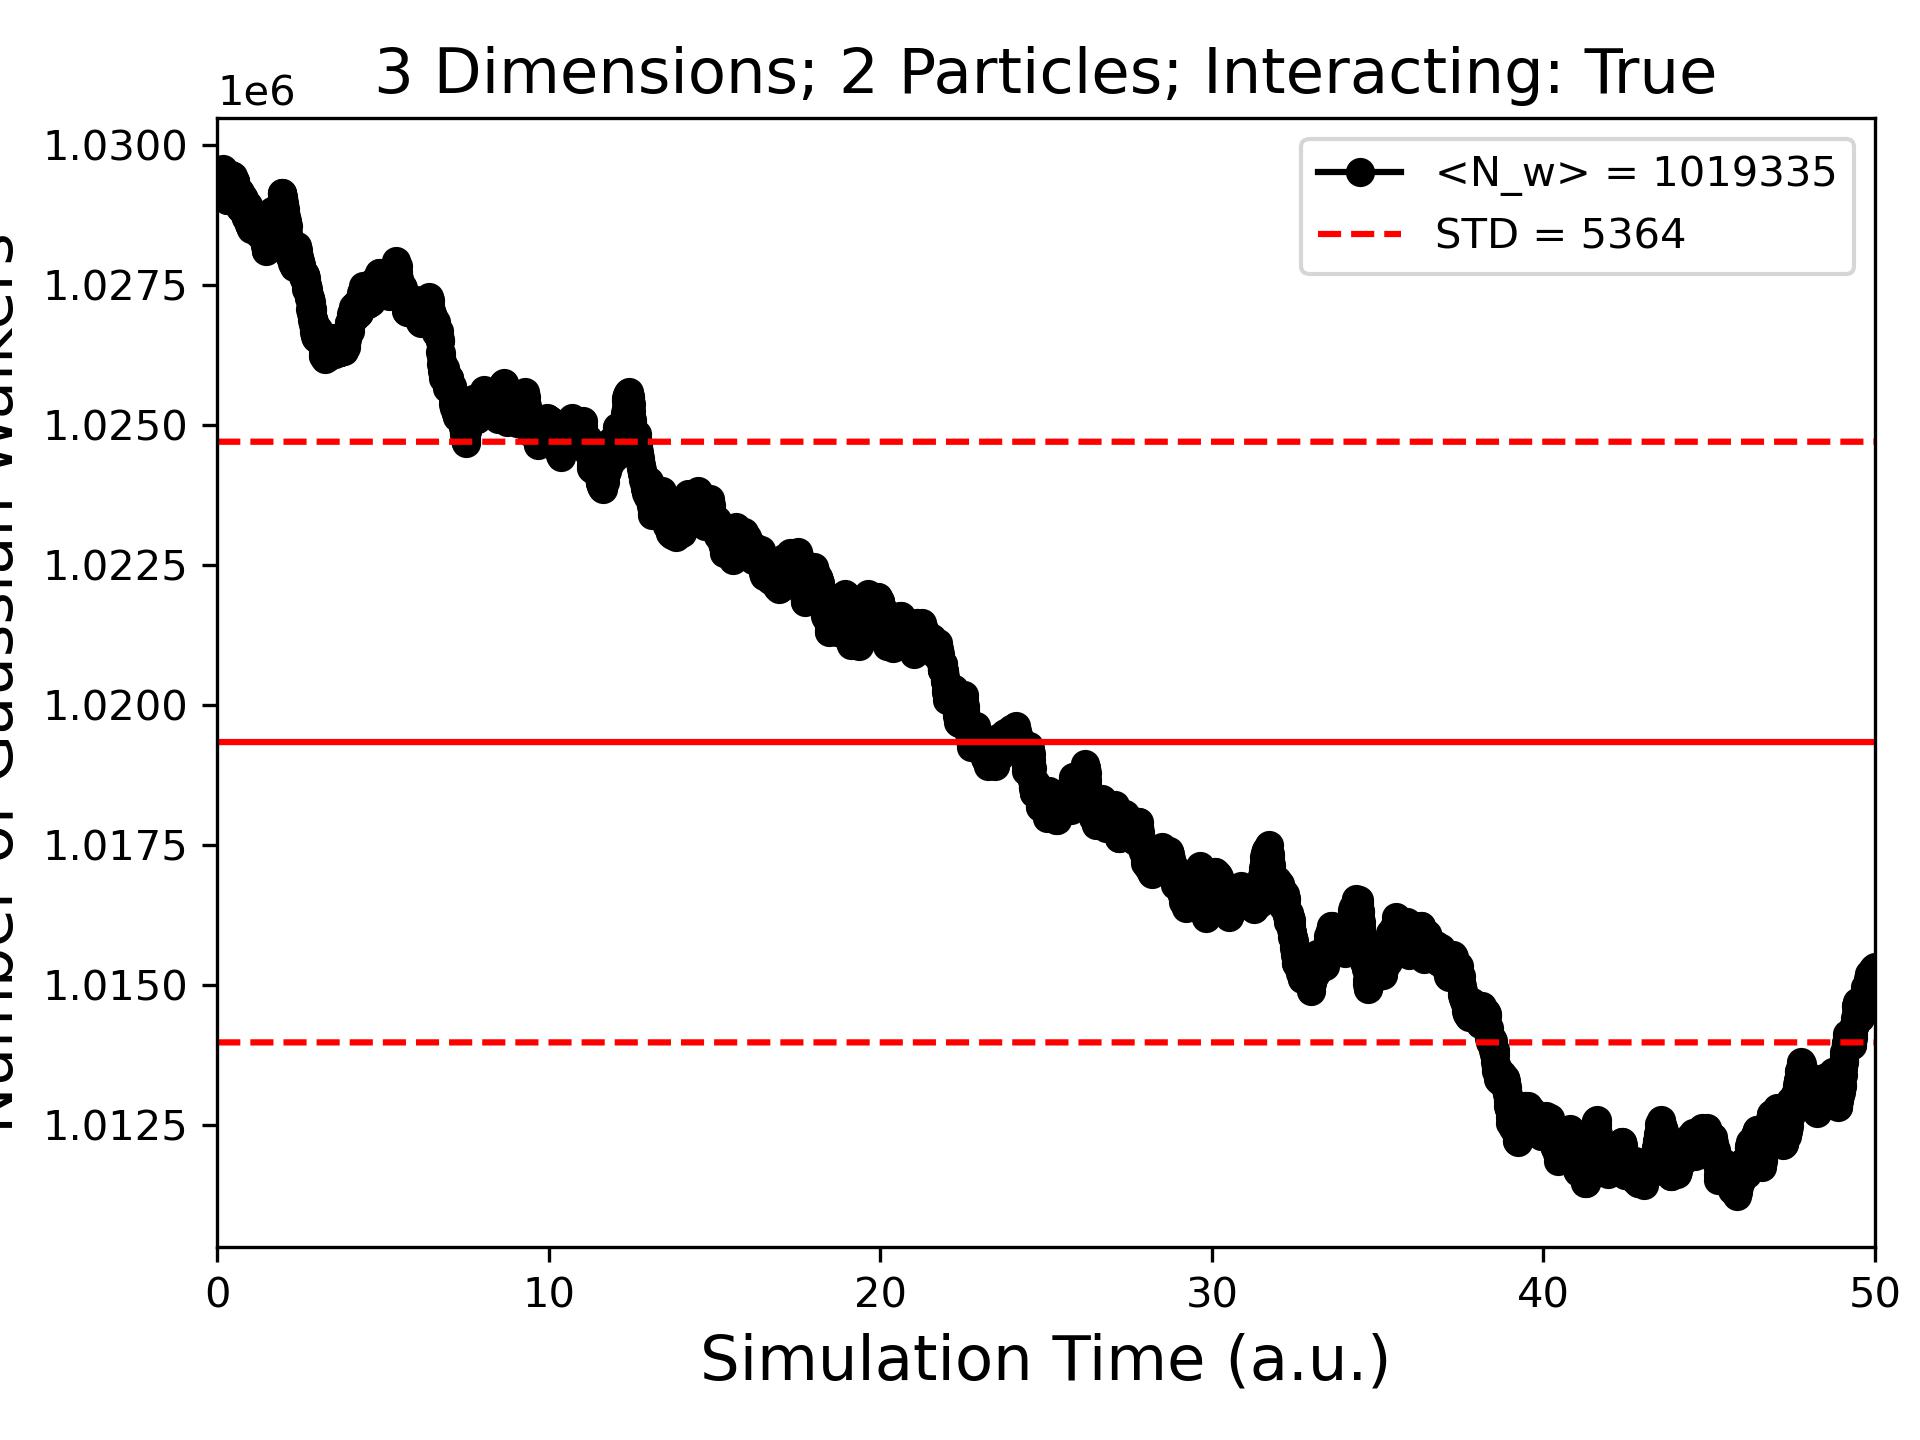 3 Dimensions; 2 Particles; Interacting: True
1e6
1.0300
1.0275
1.0250
1.0225
1.0200
1.0175
1.0150
1.0125
<N_w> = 1019335
STD = 5364
0 10 20 30 40 50
Simulation Time (a.u.)